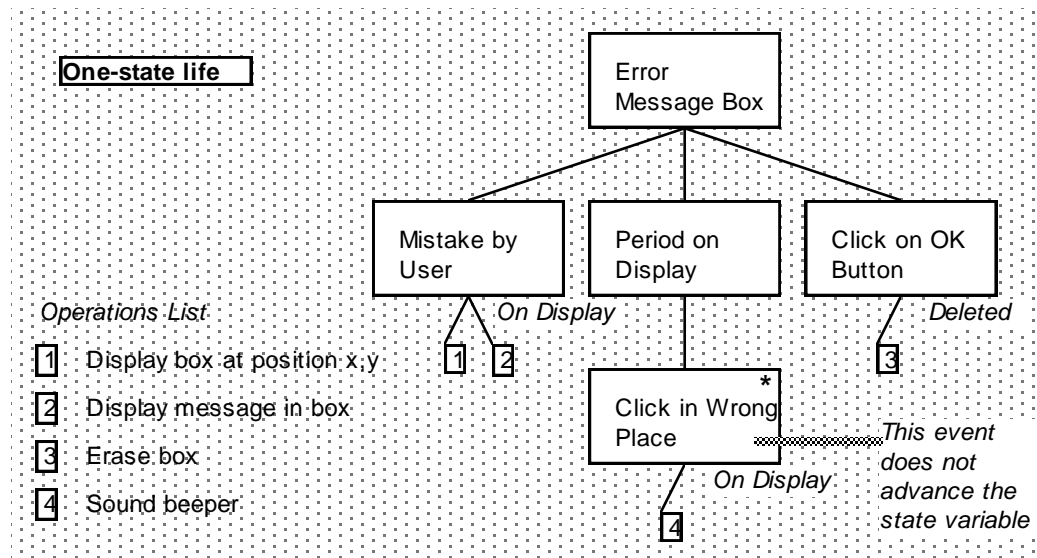 One-state life
Error
Message Box
Mistake by
User
Period on
Display
Click on OK
Button
Operations List
On Display
Deleted
1 Display box at position x,y
1 2
3
2 Display message in box
*
Click in Wrong
Place
This event
does not
advance the
state variable
3 Erase box
On Display
4 Sound beeper
4